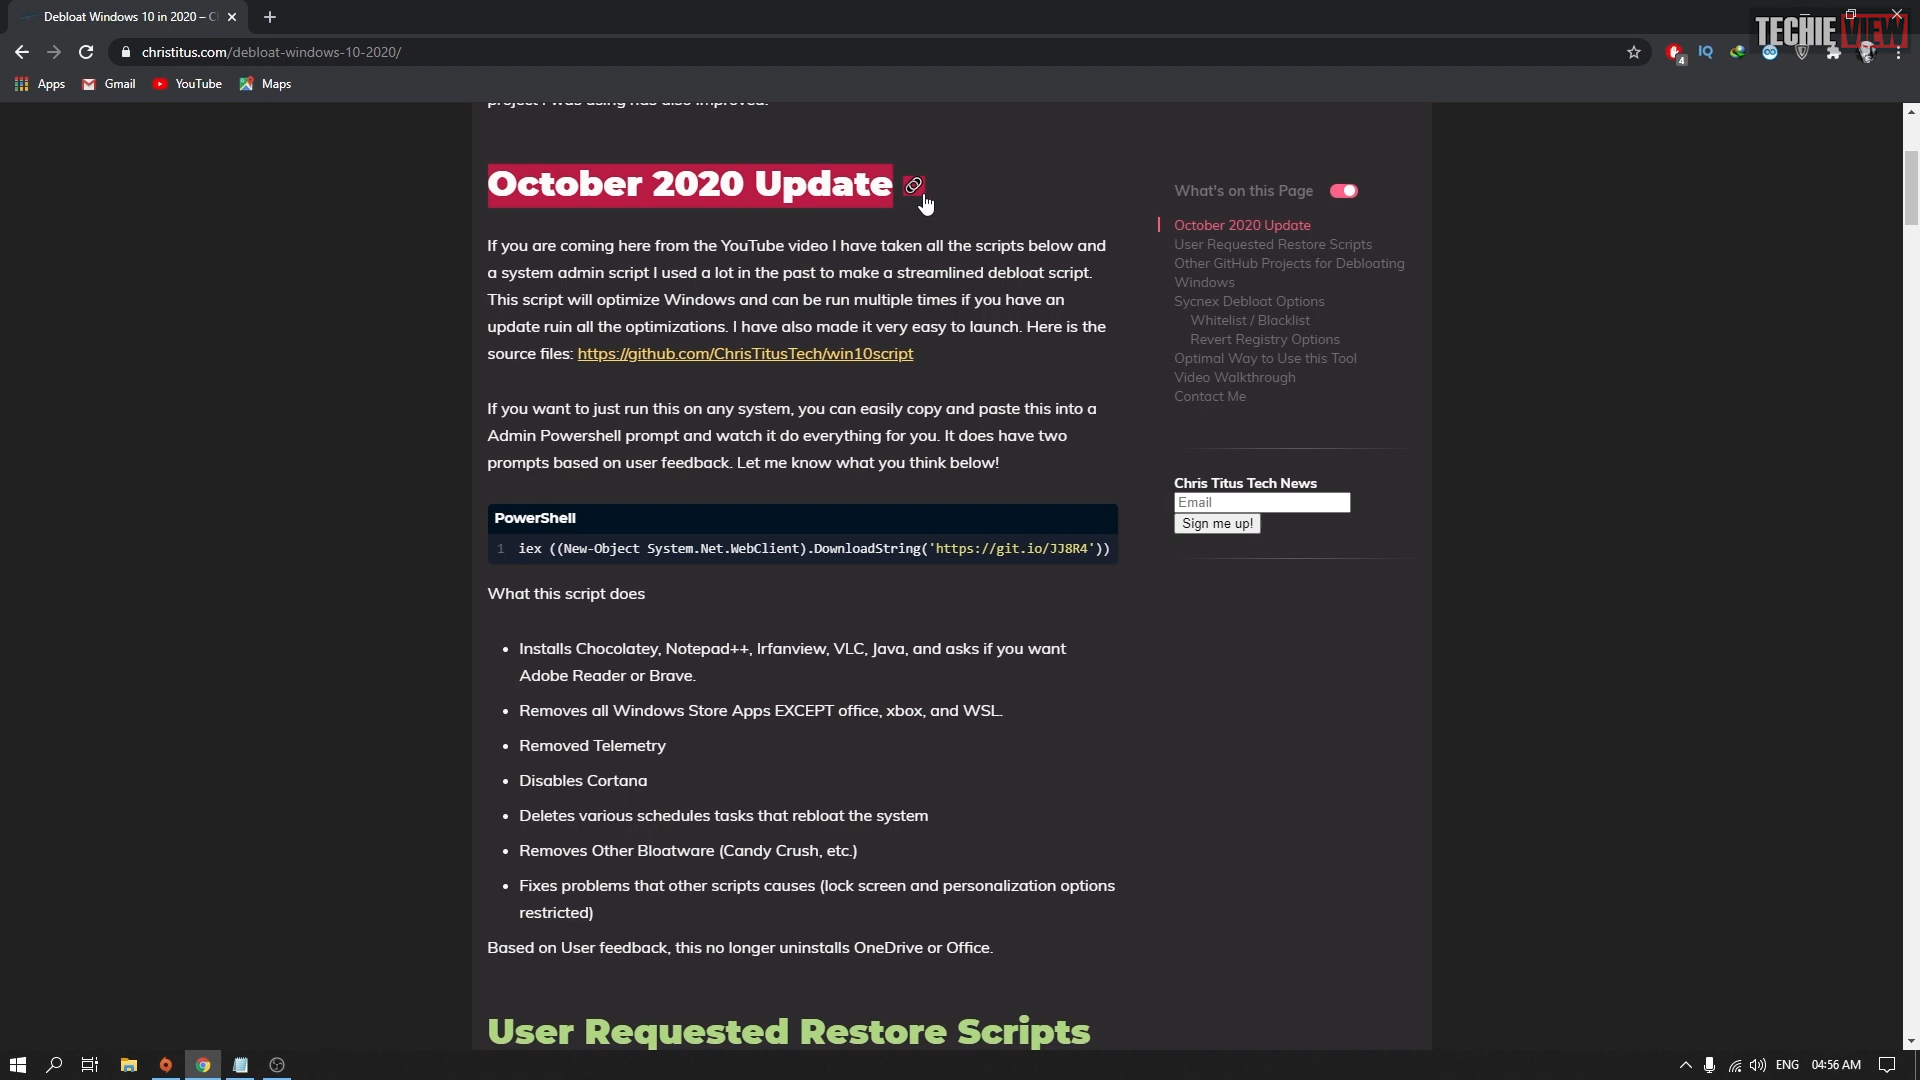 Debloat Windows 10 in 2020 – C
TECHIE VIEW
christitus.com/debloat-windows-10-2020/
4
IQ
Apps
Gmail
YouTube
Maps
project I was using has also improved.
October 2020 Update
If you are coming here from the YouTube video I have taken all the scripts below and
a system admin script I used a lot in the past to make a streamlined debloat script.
This script will optimize Windows and can be run multiple times if you have an
update ruin all the optimizations. I have also made it very easy to launch. Here is the
source files: https://github.com/ChrisTitusTech/win10script
If you want to just run this on any system, you can easily copy and paste this into a
Admin Powershell prompt and watch it do everything for you. It does have two
prompts based on user feedback. Let me know what you think below!
PowerShell
1 iex ((New-Object System.Net.WebClient).DownloadString('https://git.io/JJ8R4'))
What this script does
• Installs Chocolatey, Notepad++, Irfanview, VLC, Java, and asks if you want
Adobe Reader or Brave.
• Removes all Windows Store Apps EXCEPT office, xbox, and WSL.
• Removed Telemetry
• Disables Cortana
• Deletes various schedules tasks that rebloat the system
• Removes Other Bloatware (Candy Crush, etc.)
• Fixes problems that other scripts causes (lock screen and personalization options
restricted)
Based on User feedback, this no longer uninstalls OneDrive or Office.
User Requested Restore Scripts
What's on this Page
October 2020 Update
User Requested Restore Scripts
Other GitHub Projects for Debloating
Windows
Sycnex Debloat Options
Whitelist / Blacklist
Revert Registry Options
Optimal Way to Use this Tool
Video Walkthrough
Contact Me
Chris Titus Tech News
Email
Sign me up!
ENG
04:56 AM